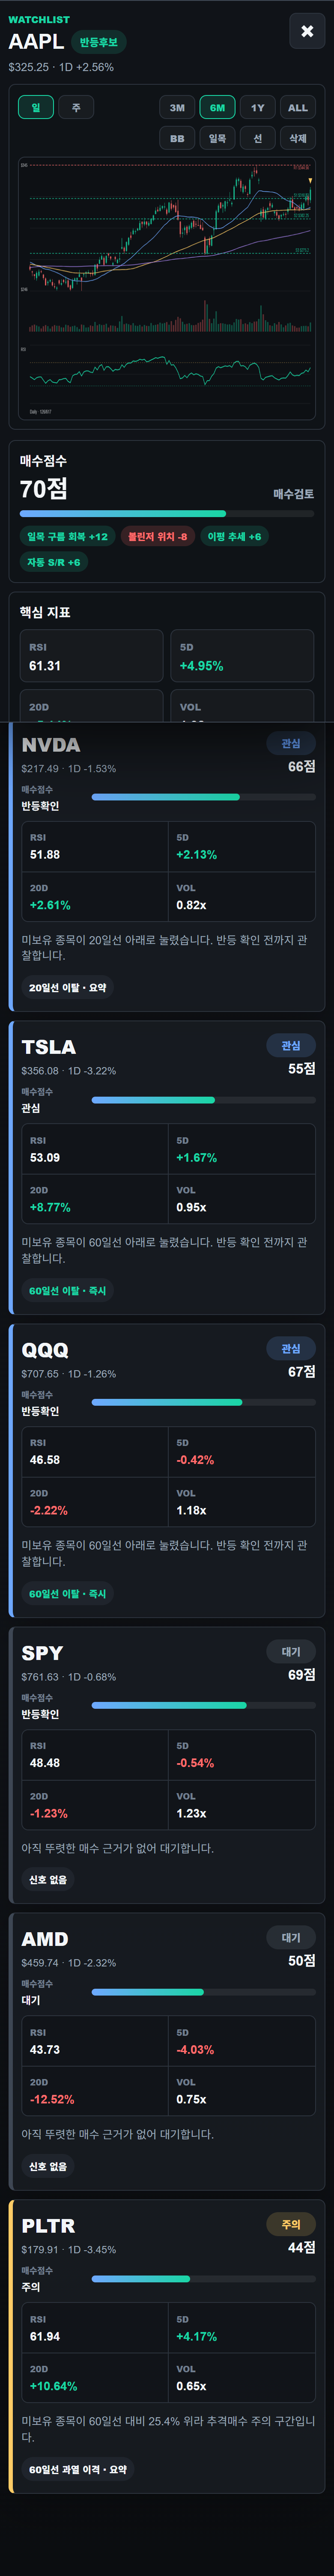 WATCHLIST
AAPL 반등후보
$325.25 · 1D +2.56%
일 주 3M 6M 1Y ALL
BB 일목 선 삭제
RSI
매수점수
70점 매수검토
일목 구름 회복 +12 볼린저 위치 -8 이평 추세 +6
자동 S/R +6
핵심 지표
RSI 5D
61.31 +4.95%
20D VOL
NVDA 관심
$217.49 · 1D -1.53% 66점
매수점수
반등확인
RSI 5D
51.88 +2.13%
20D VOL
+2.61% 0.82x
미보유 종목이 20일선 아래로 눌렸습니다. 반등 확인 전까지 관
찰합니다.
20일선 이탈 · 요약
TSLA 관심
$356.08 · 1D -3.22% 55점
매수점수
관심
RSI 5D
53.09 +1.67%
20D VOL
+8.77% 0.95x
미보유 종목이 60일선 아래로 눌렸습니다. 반등 확인 전까지 관
찰합니다.
60일선 이탈 · 즉시
QQQ 관심
$707.65 · 1D -1.26% 67점
매수점수
반등확인
RSI 5D
46.58 -0.42%
20D VOL
-2.22% 1.18x
미보유 종목이 60일선 아래로 눌렸습니다. 반등 확인 전까지 관
찰합니다.
60일선 이탈 · 즉시
SPY 대기
$761.63 · 1D -0.68% 69점
매수점수
반등확인
RSI 5D
48.48 -0.54%
20D VOL
-1.23% 1.23x
아직 뚜렷한 매수 근거가 없어 대기합니다.
신호 없음
AMD 대기
$459.74 · 1D -2.32% 50점
매수점수
대기
RSI 5D
43.73 -4.03%
20D VOL
-12.52% 0.75x
아직 뚜렷한 매수 근거가 없어 대기합니다.
신호 없음
PLTR 주의
$179.91 · 1D -3.45% 44점
매수점수
주의
RSI 5D
61.94 +4.17%
20D VOL
+10.64% 0.65x
미보유 종목이 60일선 대비 25.4% 위라 추격매수 주의 구간입니
다.
60일선 과열 이격 · 요약